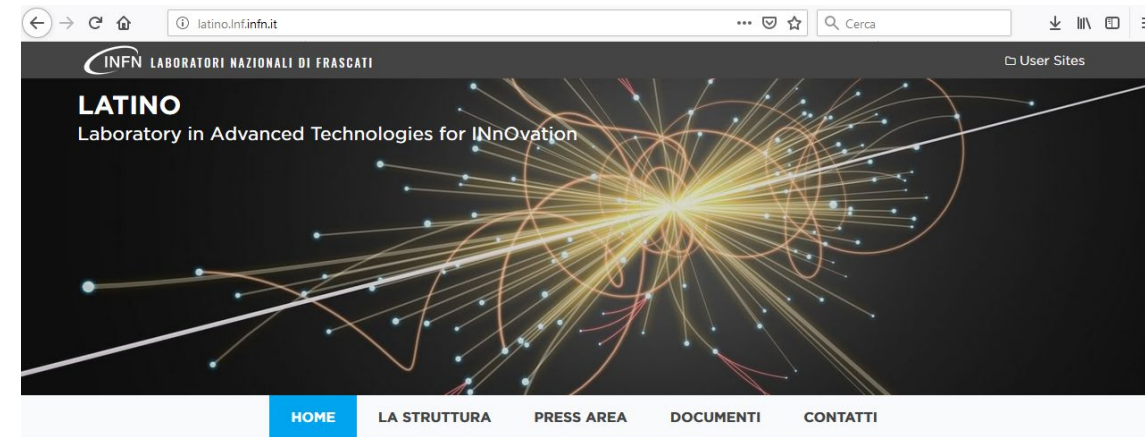 latino.lnf.infn.it
Cerca
INFN LABORATORI NAZIONALI DI FRASCATI
User Sites
LATINO
Laboratory in Advanced Technologies for INnOvation
HOME LA STRUTTURA PRESS AREA DOCUMENTI CONTATTI